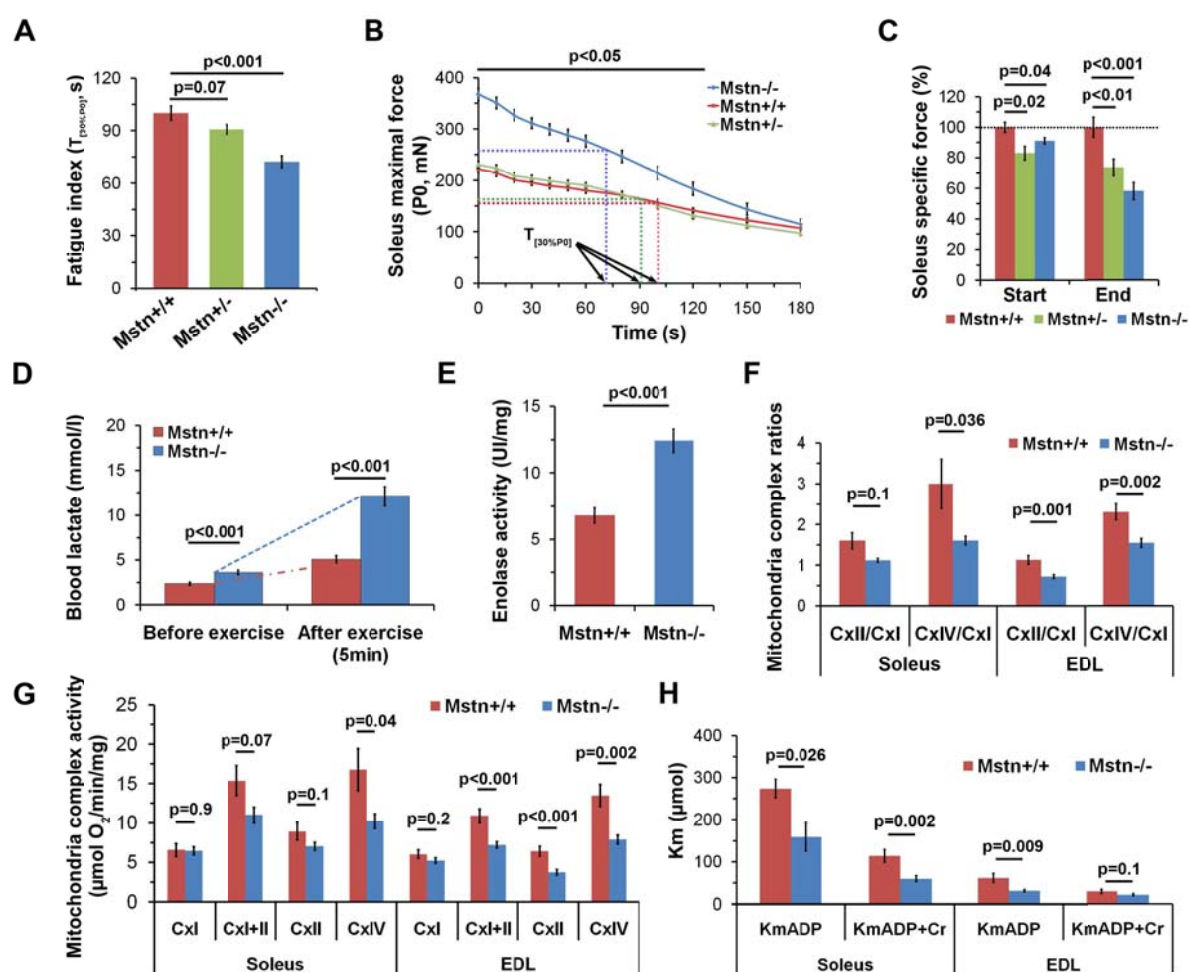 A
Fatigue index (T[30%P0], s)
120
90
60
30
0
p<0.001
p=0.07
Mstn+/+
Mstn+/-
Mstn-/-
B
Soleus maximal force
(P0, mN)
400
300
200
100
0
p<0.05
Mstn-/-
Mstn+/+
Mstn+/-
T[30%P0]
0 30 60 90 120 150 180
Time (s)
C
Soleus specific force (%)
120
100
80
60
40
20
0
p=0.04
p=0.02
p<0.001
p<0.01
Start End
Mstn+/+ Mstn+/- Mstn-/-
D
Blood lactate (mmol/l)
20
15
10
5
0
Mstn+/+
Mstn-/-
p<0.001
p<0.001
Before exercise After exercise
(5min)
E
Enolase activity (UI/mg)
15
10
5
0
p<0.001
Mstn+/+ Mstn-/-
F
Mitochondria complex ratios
4
3
2
1
0
Mstn+/+ Mstn-/-
p=0.1
p=0.036
p=0.001
p=0.002
CxII/CxI CxIV/CxI CxII/CxI CxIV/CxI
Soleus EDL
G
Mitochondria complex activity
(µmol O2/min/mg)
25
20
15
10
5
0
Mstn+/+ Mstn-/-
p=0.9
p=0.07
p=0.1
p=0.04
p=0.2
p<0.001
p<0.001
p=0.002
CxI CxI+II CxII CxIV CxI CxI+II CxII CxIV
Soleus EDL
H
Km (µmol)
400
300
200
100
0
Mstn+/+ Mstn-/-
p=0.026
p=0.002
p=0.009
p=0.1
KmADP KmADP+Cr KmADP KmADP+Cr
Soleus EDL